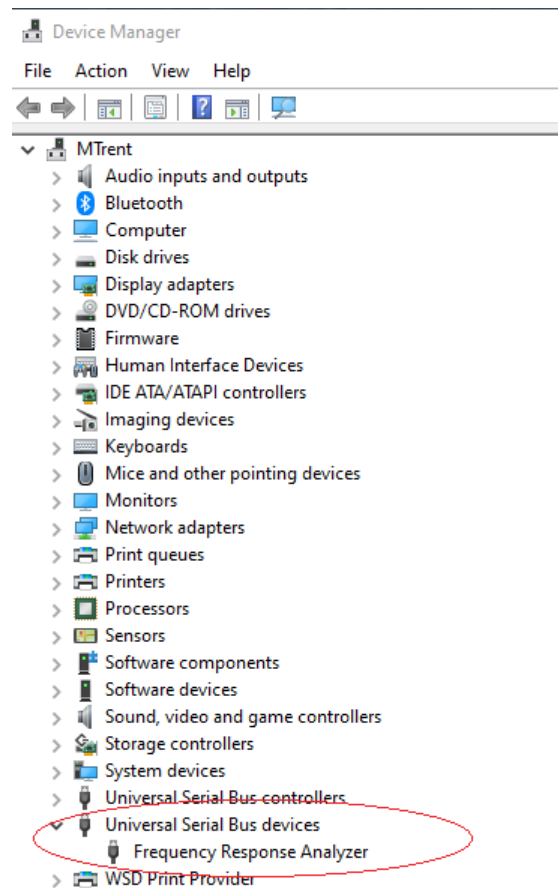 Device Manager
File Action View Help
MTrent
Audio inputs and outputs
Bluetooth
Computer
Disk drives
Display adapters
DVD/CD-ROM drives
Firmware
Human Interface Devices
IDE ATA/ATAPI controllers
Imaging devices
Keyboards
Mice and other pointing devices
Monitors
Network adapters
Print queues
Printers
Processors
Sensors
Software components
Software devices
Sound, video and game controllers
Storage controllers
System devices
Universal Serial Bus controllers
Universal Serial Bus devices
Frequency Response Analyzer
WSD Print Provider